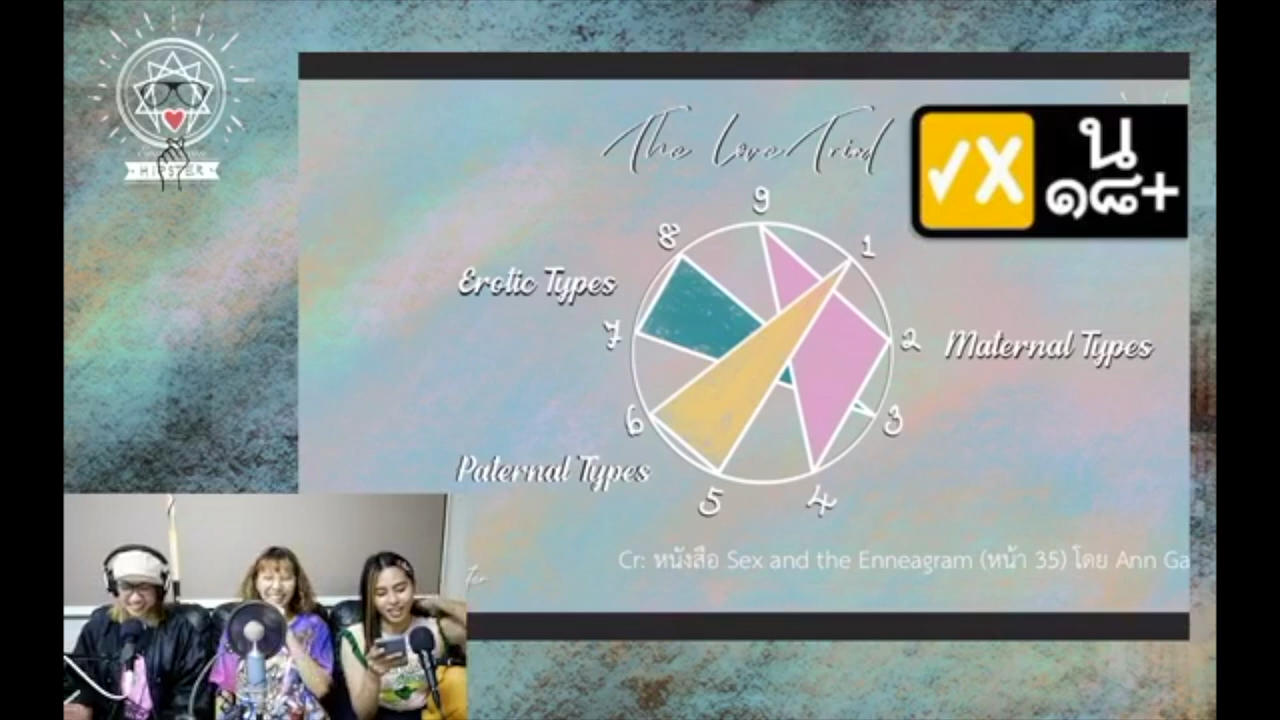 HIPSTER
The Love Triad
✓X
น
๑๘+
9
8
1
Erotic Types
7
2
Maternal Types
6
3
Paternal Types
5
4
Cr: หนังสือ Sex and the Enneagram (หน้า 35) โดย Ann Ga